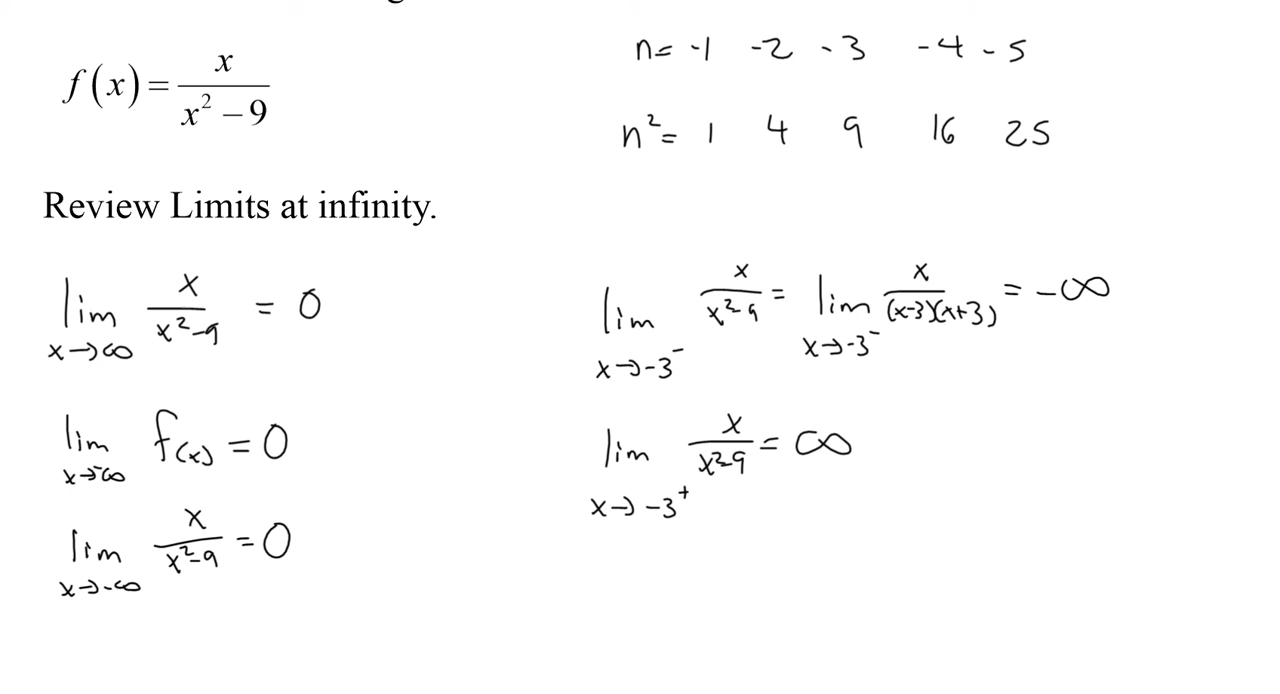 f(x) = x / (x² − 9)
n = -1 -2 -3 -4 -5
n² = 1 4 9 16 25
Review Limits at infinity.
lim x→∞ x / (x² − 9) = 0
lim x→-∞ f(x) = 0
lim x→-∞ x / (x² − 9) = 0
lim x→-3⁻ x / (x² − 9) = lim x→-3⁻ x / ((x−3)(x+3)) = −∞
lim x→-3⁺ x / (x² − 9) = ∞